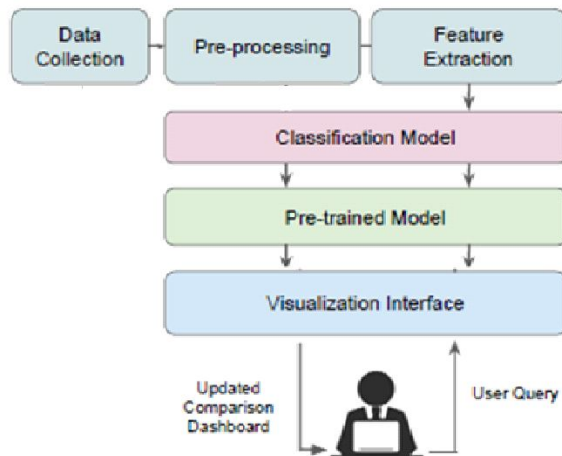 Data
Collection
Pre-processing
Feature
Extraction
Classification Model
Pre-trained Model
Visualization Interface
Updated
Comparison
Dashboard
User Query